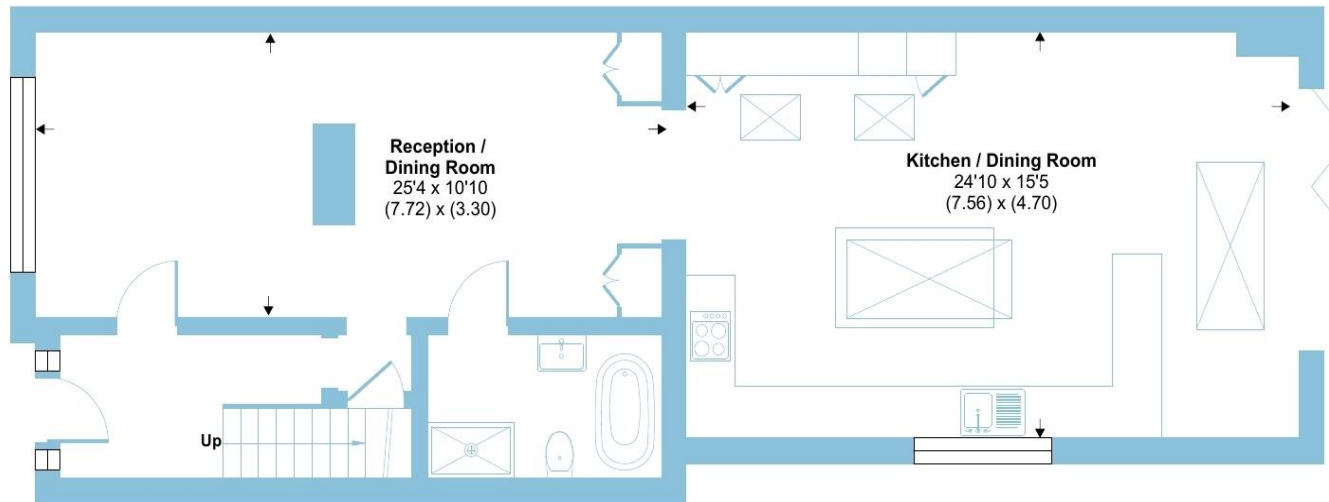 Reception /
Dining Room
25'4 x 10'10
(7.72) x (3.30)
Kitchen / Dining Room
24'10 x 15'5
(7.56) x (4.70)
Up